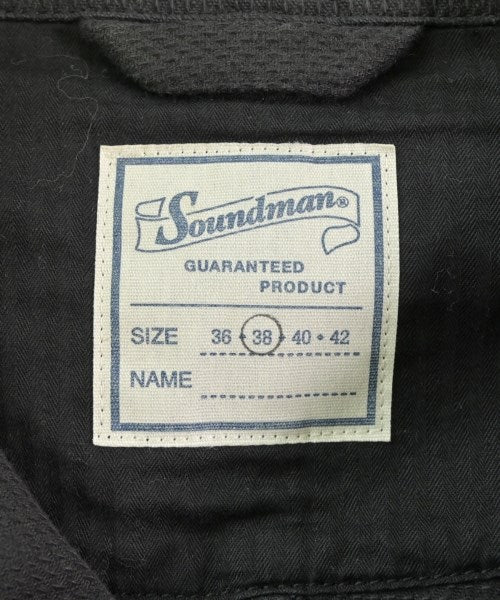 Soundman®
GUARANTEED
PRODUCT
SIZE 36 • 38 • 40 • 42
NAME